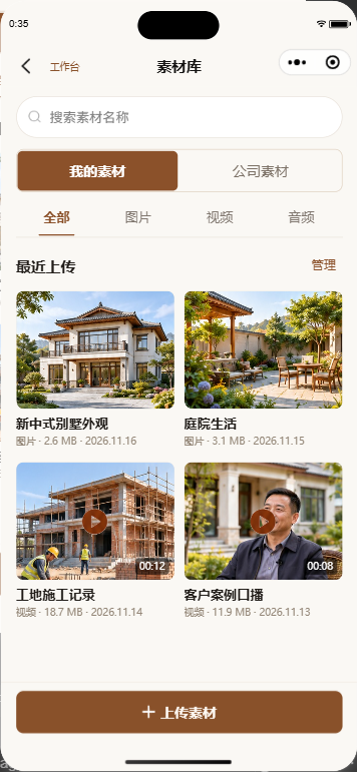 0:35
工作台
素材库
搜索素材名称
我的素材
公司素材
全部
图片
视频
音频
最近上传
管理
新中式别墅外观
图片 · 2.6 MB · 2026.11.16
庭院生活
图片 · 3.1 MB · 2026.11.15
00:12
00:08
工地施工记录
视频 · 18.7 MB · 2026.11.14
客户案例口播
视频 · 11.9 MB · 2026.11.13
+ 上传素材